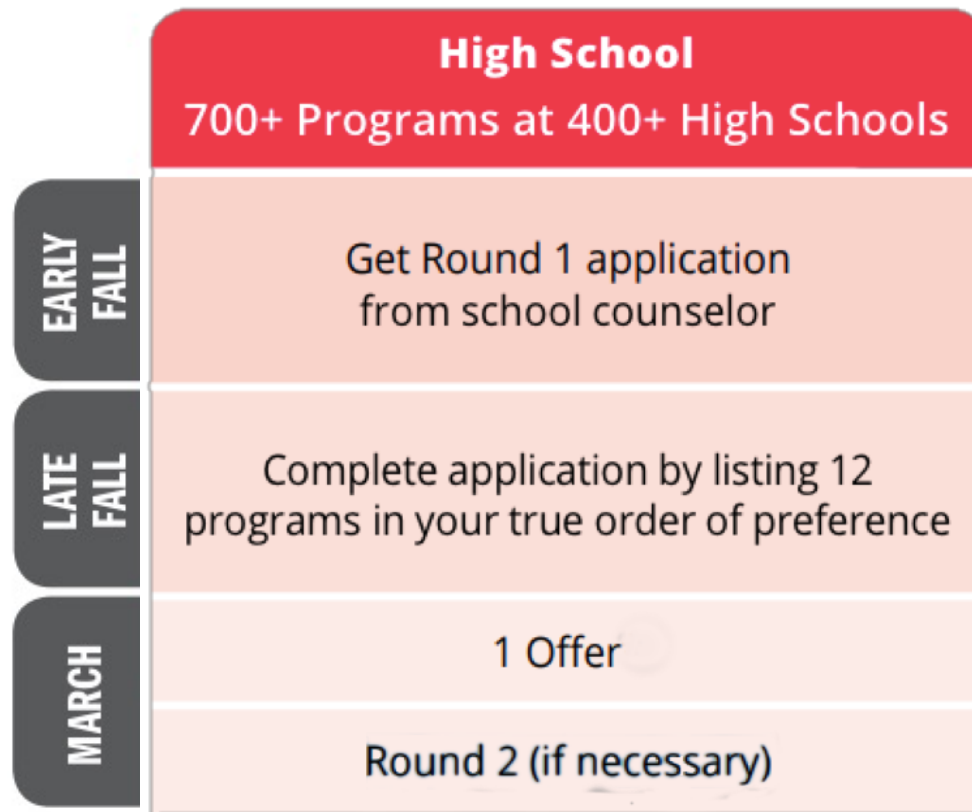 High School
700+ Programs at 400+ High Schools
EARLY
FALL
Get Round 1 application
from school counselor
LATE
FALL
Complete application by listing 12
programs in your true order of preference
MARCH
1 Offer
Round 2 (if necessary)